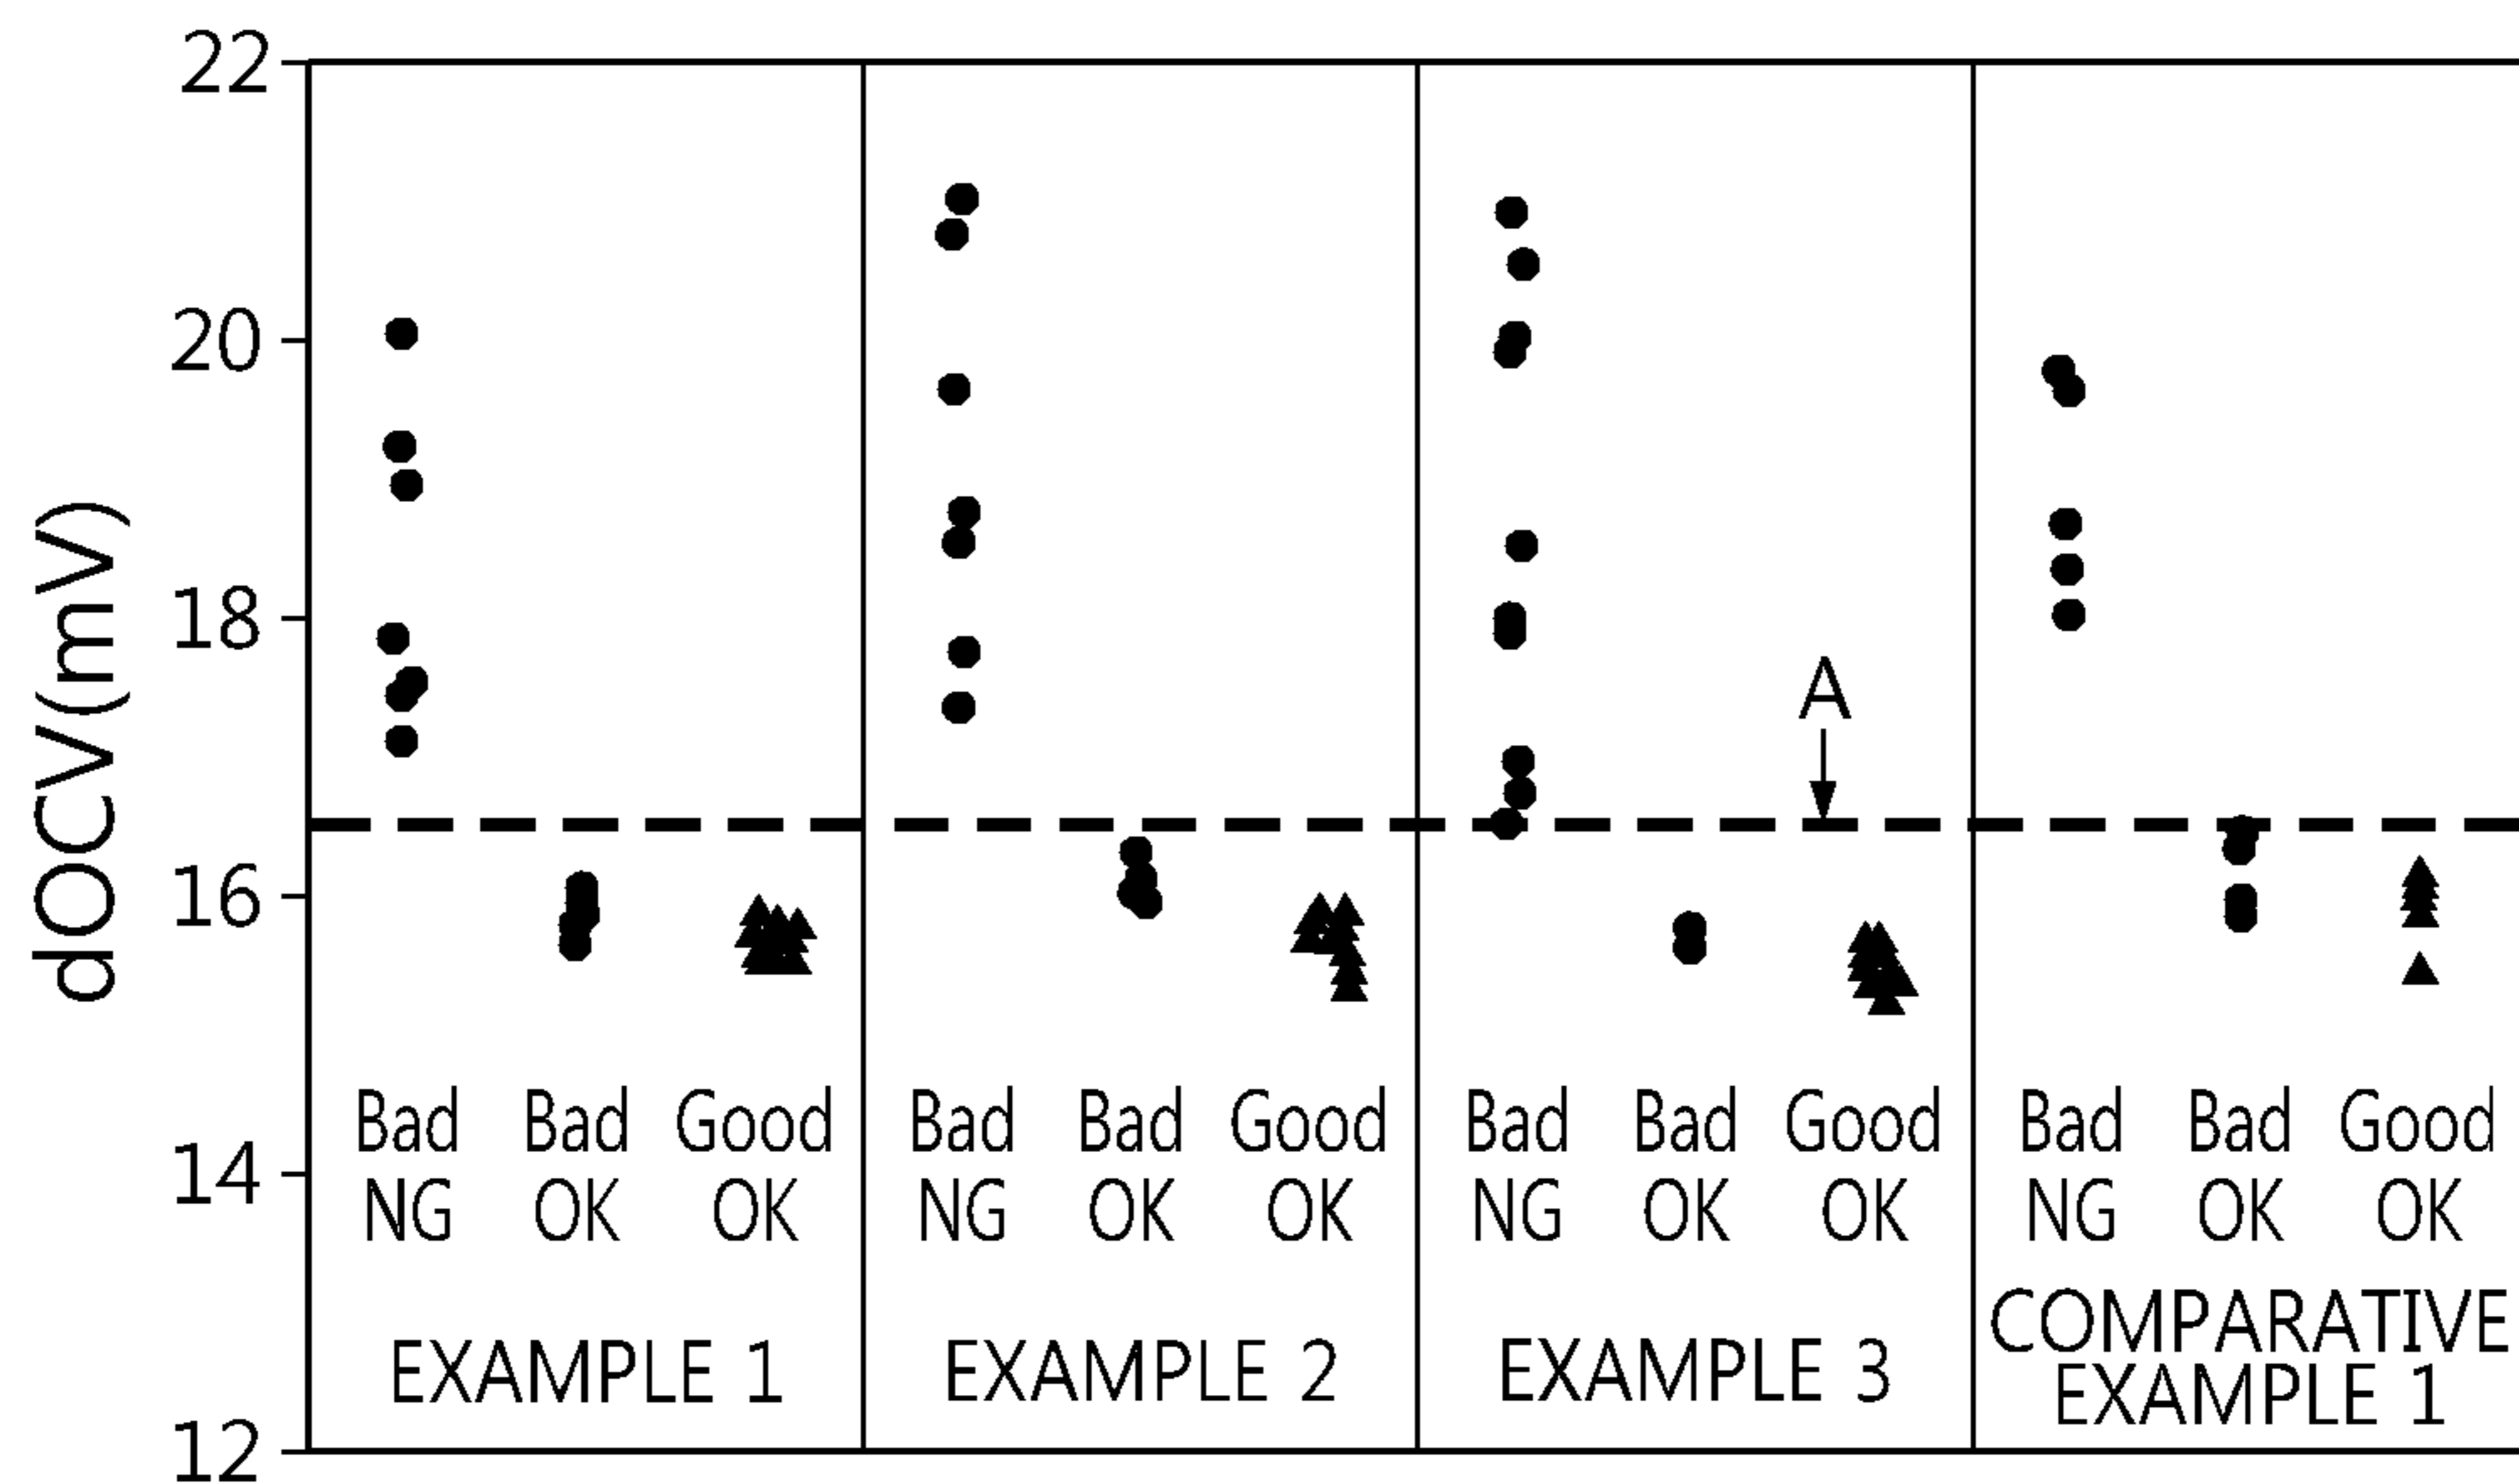 dOCV(mV)
22
20
18
16
14
12
A
Bad Bad Good Bad Bad Good Bad Bad Good Bad Bad Good
NG OK OK NG OK OK NG OK OK NG OK OK
EXAMPLE 1 EXAMPLE 2 EXAMPLE 3 COMPARATIVE
EXAMPLE 1